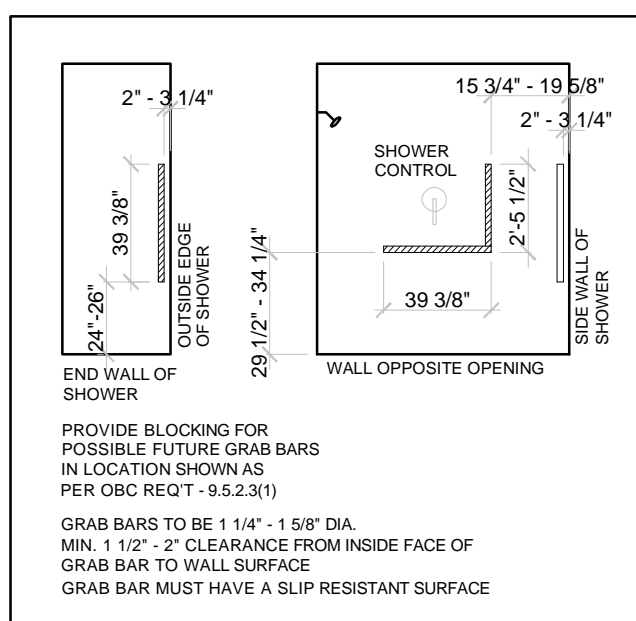 2" - 3 1/4"
39 3/8"
24"-26"
OUTSIDE EDGE
OF SHOWER
END WALL OF
SHOWER
15 3/4" - 19 5/8"
2" - 3 1/4"
SHOWER
CONTROL
2'-5 1/2"
39 3/8"
29 1/2" - 34 1/4"
SIDE WALL OF
SHOWER
WALL OPPOSITE OPENING
PROVIDE BLOCKING FOR
POSSIBLE FUTURE GRAB BARS
IN LOCATION SHOWN AS
PER OBC REQ'T - 9.5.2.3(1)
GRAB BARS TO BE 1 1/4" - 1 5/8" DIA.
MIN. 1 1/2" - 2" CLEARANCE FROM INSIDE FACE OF
GRAB BAR TO WALL SURFACE
GRAB BAR MUST HAVE A SLIP RESISTANT SURFACE